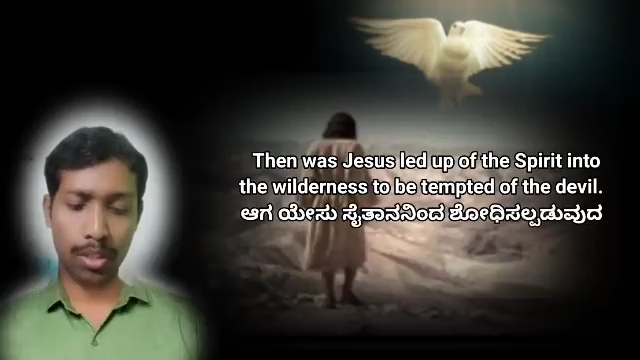 Then was Jesus led up of the Spirit into
the wilderness to be tempted of the devil.
ಆಗ ಯೇಸು ಸೈತಾನನಿಂದ ಶೋಧಿಸಲ್ಪಡುವುದ